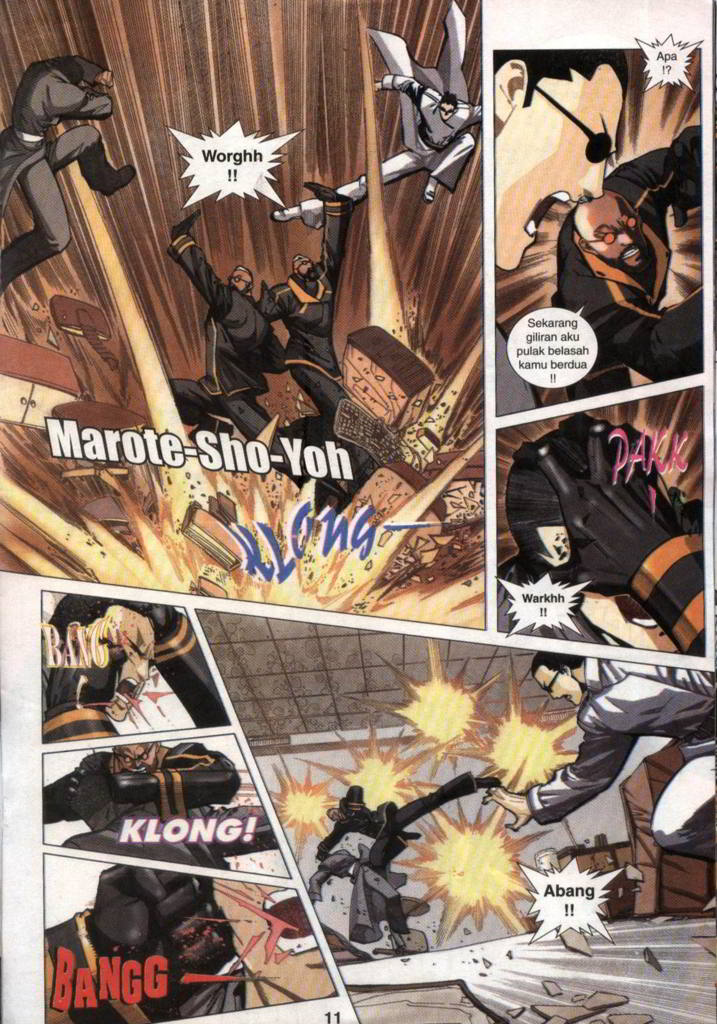 Worghh
!!
Marote-Sho-Yoh
KLONG
Apa
!?
Sekarang
giliran aku
pulak belasah
kamu berdua
!!
PAKK
!
Warkhh
!!
BANG
!
KLONG!
BANGG
Abang
!!
11